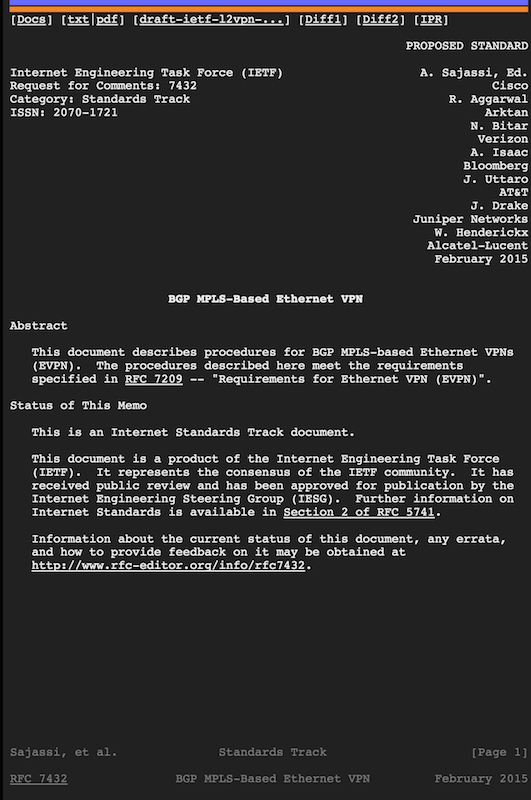 [Docs] [txt|pdf] [draft-ietf-l2vpn-...] [Diff1] [Diff2] [IPR]
PROPOSED STANDARD
Internet Engineering Task Force (IETF) A. Sajassi, Ed.
Request for Comments: 7432 Cisco
Category: Standards Track R. Aggarwal
ISSN: 2070-1721 Arktan
N. Bitar
Verizon
A. Isaac
Bloomberg
J. Uttaro
AT&T
J. Drake
Juniper Networks
W. Henderickx
Alcatel-Lucent
February 2015
BGP MPLS-Based Ethernet VPN
Abstract
This document describes procedures for BGP MPLS-based Ethernet VPNs
(EVPN). The procedures described here meet the requirements
specified in RFC 7209 -- "Requirements for Ethernet VPN (EVPN)".
Status of This Memo
This is an Internet Standards Track document.
This document is a product of the Internet Engineering Task Force
(IETF). It represents the consensus of the IETF community. It has
received public review and has been approved for publication by the
Internet Engineering Steering Group (IESG). Further information on
Internet Standards is available in Section 2 of RFC 5741.
Information about the current status of this document, any errata,
and how to provide feedback on it may be obtained at
http://www.rfc-editor.org/info/rfc7432.
Sajassi, et al. Standards Track [Page 1]
RFC 7432 BGP MPLS-Based Ethernet VPN February 2015